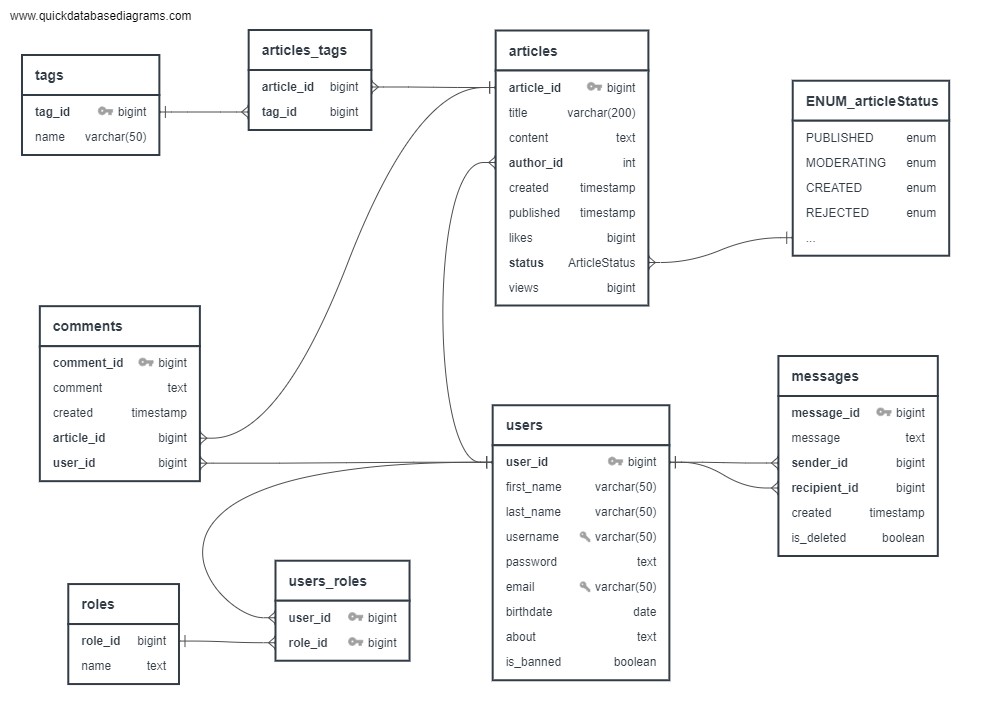 www.quickdatabasediagrams.com
tags
tag_id bigint
name varchar(50)
articles_tags
article_id bigint
tag_id bigint
articles
article_id bigint
title varchar(200)
content text
author_id int
created timestamp
published timestamp
likes bigint
status ArticleStatus
views bigint
ENUM_articleStatus
PUBLISHED enum
MODERATING enum
CREATED enum
REJECTED enum
...
comments
comment_id bigint
comment text
created timestamp
article_id bigint
user_id bigint
users
user_id bigint
first_name varchar(50)
last_name varchar(50)
username varchar(50)
password text
email varchar(50)
birthdate date
about text
is_banned boolean
messages
message_id bigint
message text
sender_id bigint
recipient_id bigint
created timestamp
is_deleted boolean
roles
role_id bigint
name text
users_roles
user_id bigint
role_id bigint